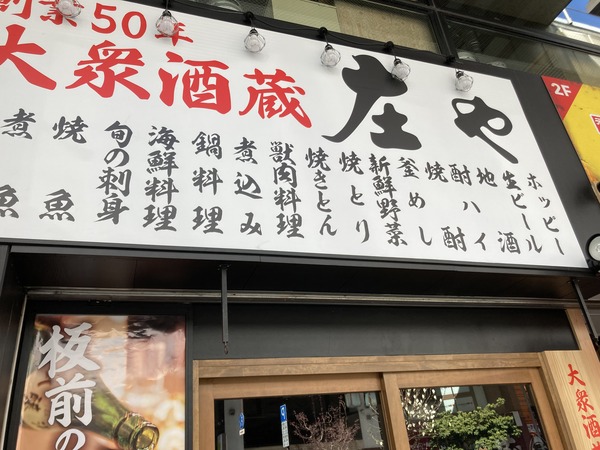 創業50年
大衆酒蔵 庄や
ホッピー
生ビール
地酒
酎ハイ
焼酎
釜めし
新鮮野菜
焼とり
焼きとん
獣肉料理
煮込み
鍋料理
海鮮料理
旬の刺身
焼魚
煮魚
2F
板前の
大衆酒